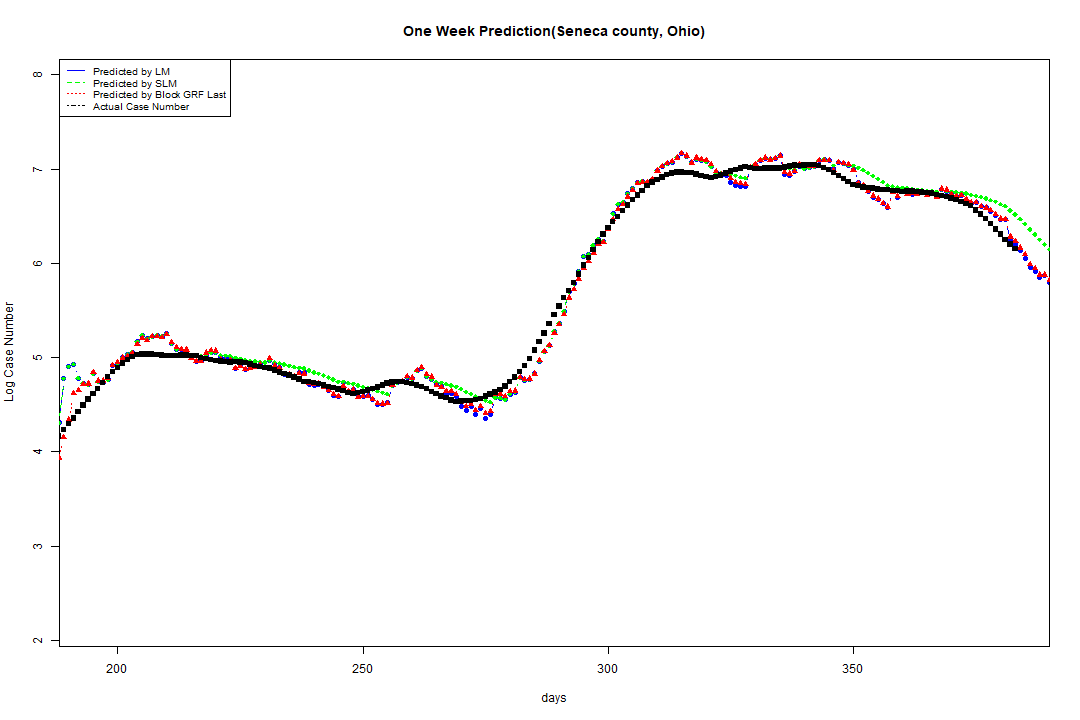 One Week Prediction(Seneca county, Ohio)
Predicted by LM
Predicted by SLM
Predicted by Block GRF Last
Actual Case Number
8
7
6
5
4
3
2
Log Case Number
200 250 300 350
days